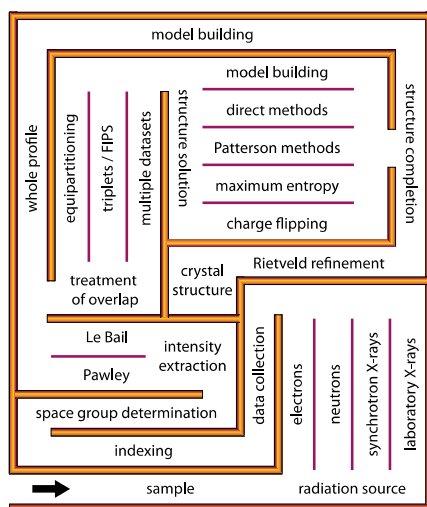 model building
model building
direct methods
Patterson methods
maximum entropy
charge flipping
whole profile
equipartitioning
triplets / FIPS
multiple datasets
structure solution
structure completion
treatment
of overlap
crystal
structure
Rietveld refinement
Le Bail
Pawley
intensity
extraction
data collection
electrons
neutrons
synchrotron X-rays
laboratory X-rays
space group determination
indexing
sample
radiation source